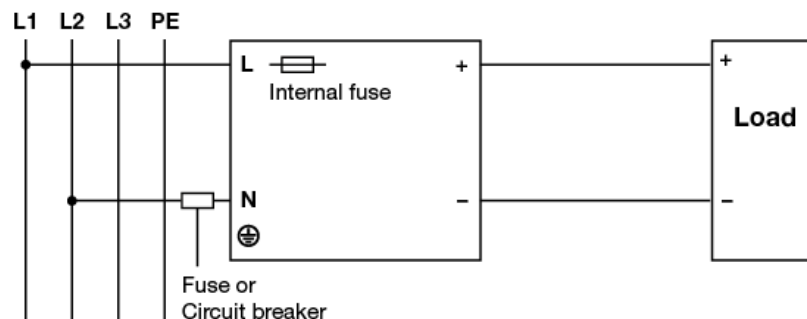 L1 L2 L3 PE
L
Internal fuse
+
+
Load
N
–
–
Fuse or
Circuit breaker